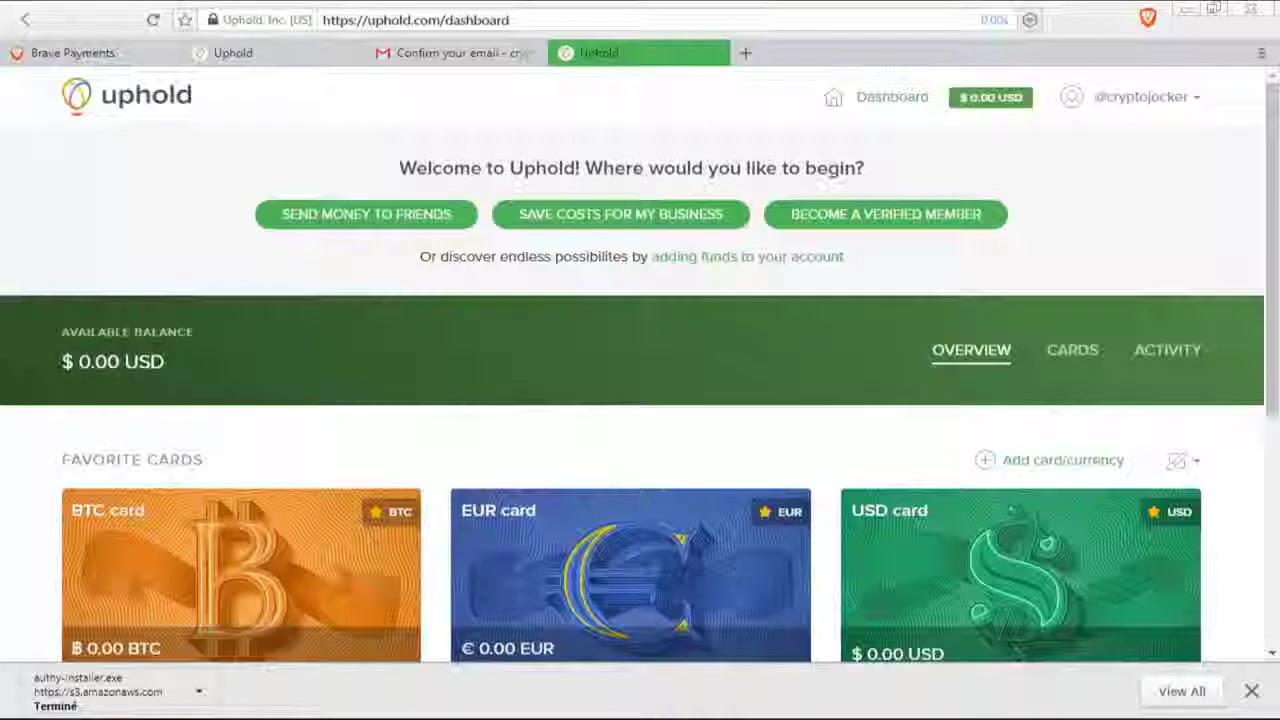 Uphold, Inc. [US] https://uphold.com/dashboard 0.00s
Brave Payments Uphold Confirm your email - cry Uphold
uphold Dashboard $ 0.00 USD @cryptojocker
Welcome to Uphold! Where would you like to begin?
SEND MONEY TO FRIENDS SAVE COSTS FOR MY BUSINESS BECOME A VERIFIED MEMBER
Or discover endless possibilites by adding funds to your account
AVAILABLE BALANCE
$ 0.00 USD
OVERVIEW CARDS ACTIVITY
FAVORITE CARDS Add card/currency
BTC card BTC EUR card EUR USD card USD
฿ 0.00 BTC € 0.00 EUR $ 0.00 USD
authy-installer.exe
https://s3.amazonaws.com
Terminé
View All